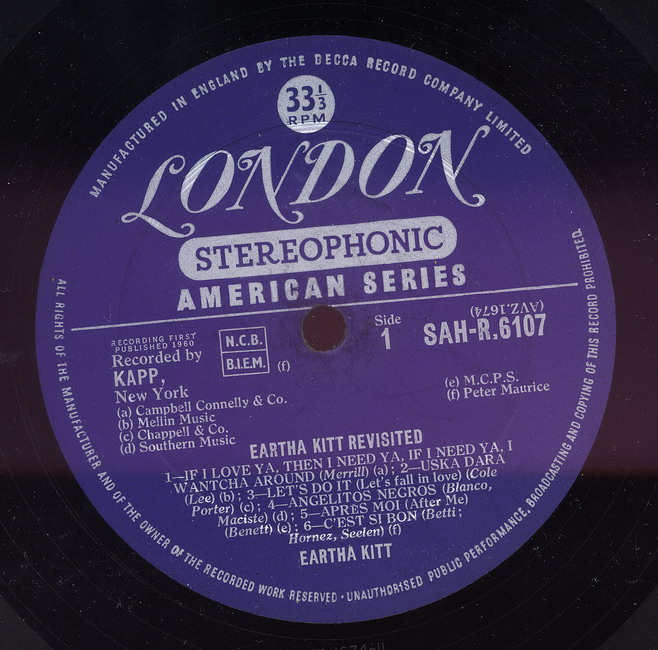 MANUFACTURED IN ENGLAND BY THE DECCA RECORD COMPANY LIMITED
33 1/3
RPM
LONDON
STEREOPHONIC
AMERICAN SERIES
RECORDING FIRST
PUBLISHED 1960
Recorded by
KAPP,
New York
N.C.B.
B.I.E.M.
(f)
Side
1
(AVZ.1674)
SAH-R.6107
(a) Campbell Connelly & Co.
(b) Mellin Music
(c) Chappell & Co.
(d) Southern Music
(e) M.C.P.S.
(f) Peter Maurice
EARTHA KITT REVISITED
1—IF I LOVE YA, THEN I NEED YA, IF I NEED YA, I
WANTCHA AROUND (Merrill) (a); 2—USKA DARA
(Lee) (b); 3—LET'S DO IT (Let's fall in love) (Cole
Porter) (c); 4—ANGELITOS NEGROS (Blanco,
Maciste) (d); 5—APRES MOI (After Me)
(Benett) (e); 6—C'EST SI BON (Betti;
Hornez, Seelen) (f)
EARTHA KITT
ALL RIGHTS OF THE MANUFACTURER AND OF THE OWNER OF THE RECORDED WORK RESERVED · UNAUTHORISED PUBLIC PERFORMANCE, BROADCASTING AND COPYING OF THIS RECORD PROHIBITED